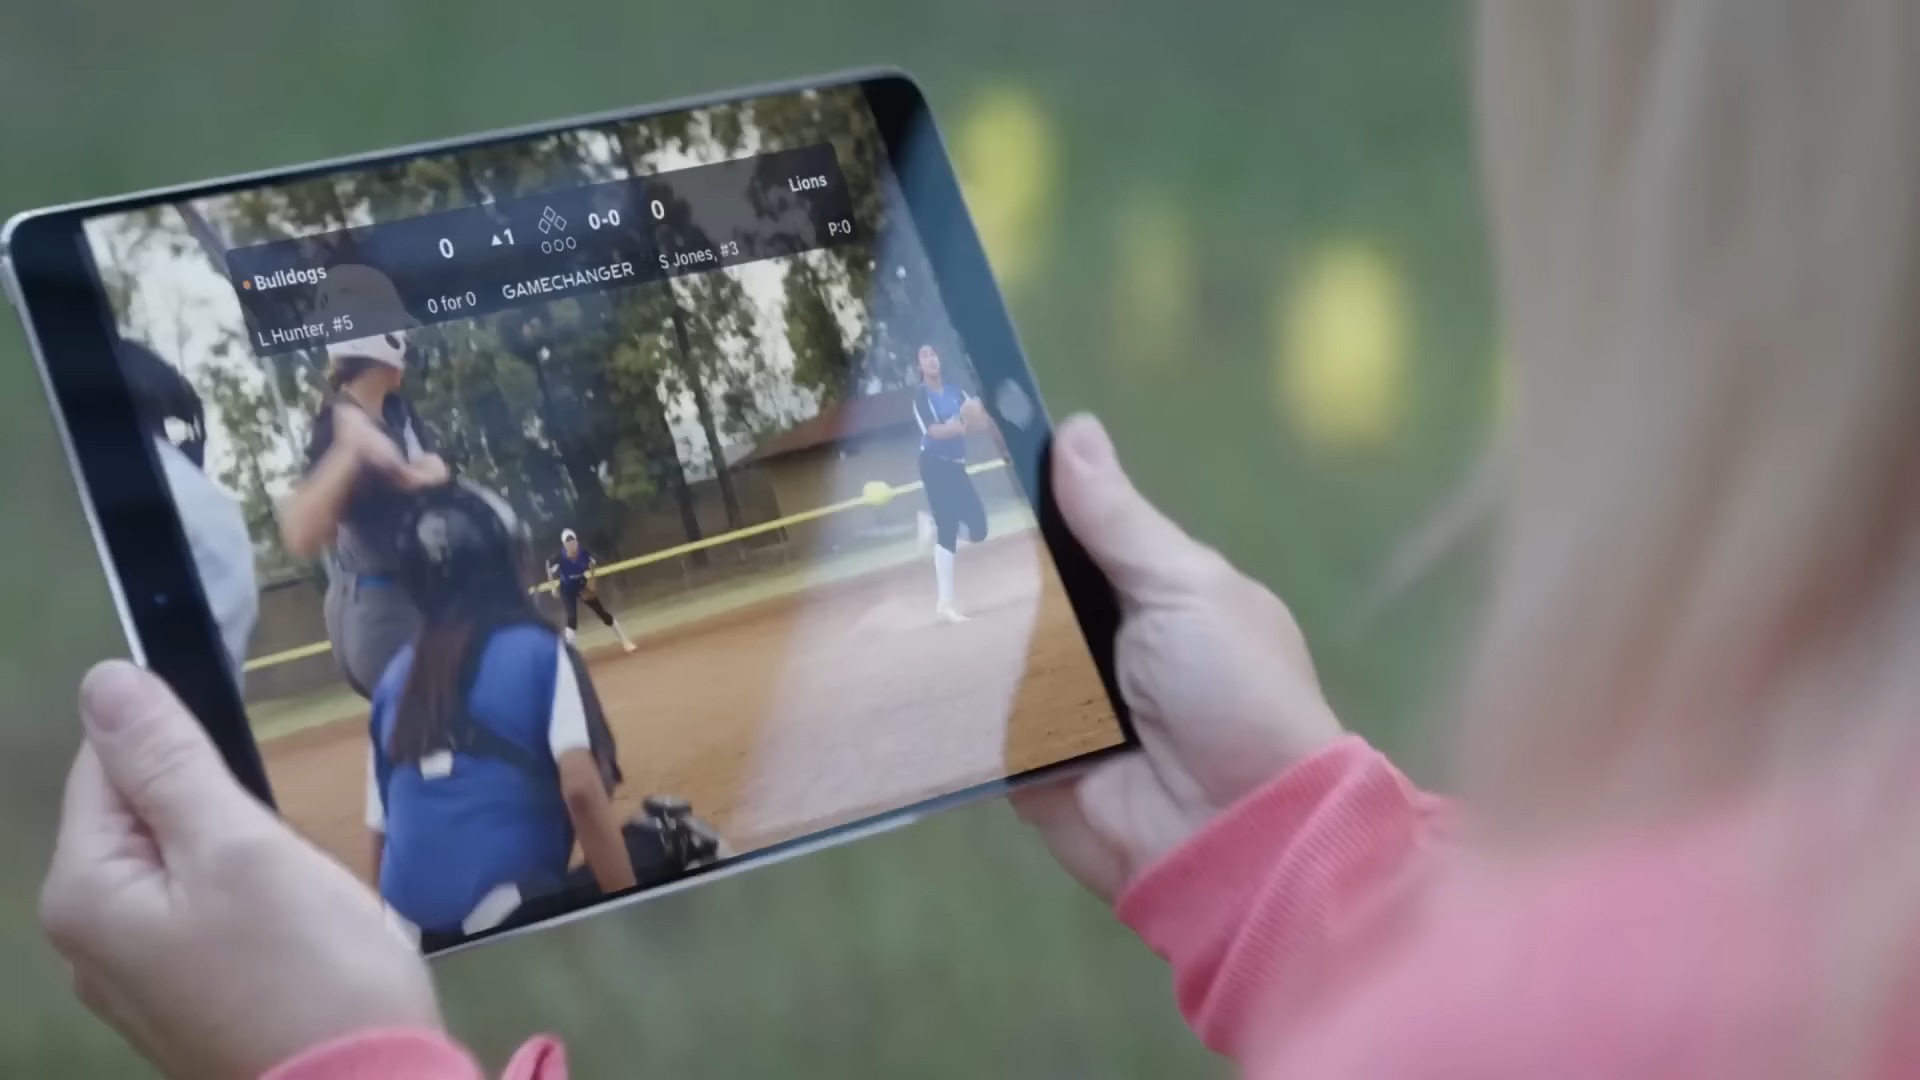 Bulldogs 0 ▲1 0-0 0 Lions
L Hunter, #5 0 for 0 GAMECHANGER S Jones, #3 P:0